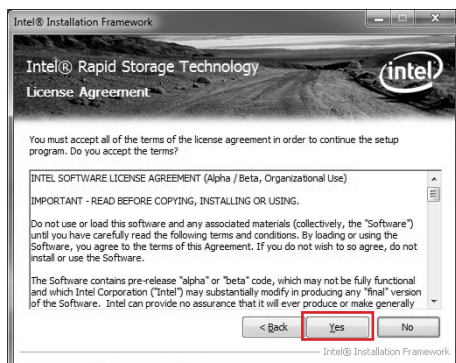 Intel® Installation Framework
Intel® Rapid Storage Technology
License Agreement
intel
You must accept all of the terms of the license agreement in order to continue the setup
program. Do you accept the terms?
INTEL SOFTWARE LICENSE AGREEMENT (Alpha / Beta, Organizational Use)
IMPORTANT - READ BEFORE COPYING, INSTALLING OR USING.
Do not use or load this software and any associated materials (collectively, the "Software")
until you have carefully read the following terms and conditions. By loading or using the
Software, you agree to the terms of this Agreement. If you do not wish to so agree, do not
install or use the Software.
The Software contains pre-release "alpha" or "beta" code, which may not be fully functional
and which Intel Corporation ("Intel") may substantially modify in producing any "final" version
of the Software. Intel can provide no assurance that it will ever produce or make generally
< Back Yes No
Intel® Installation Framework